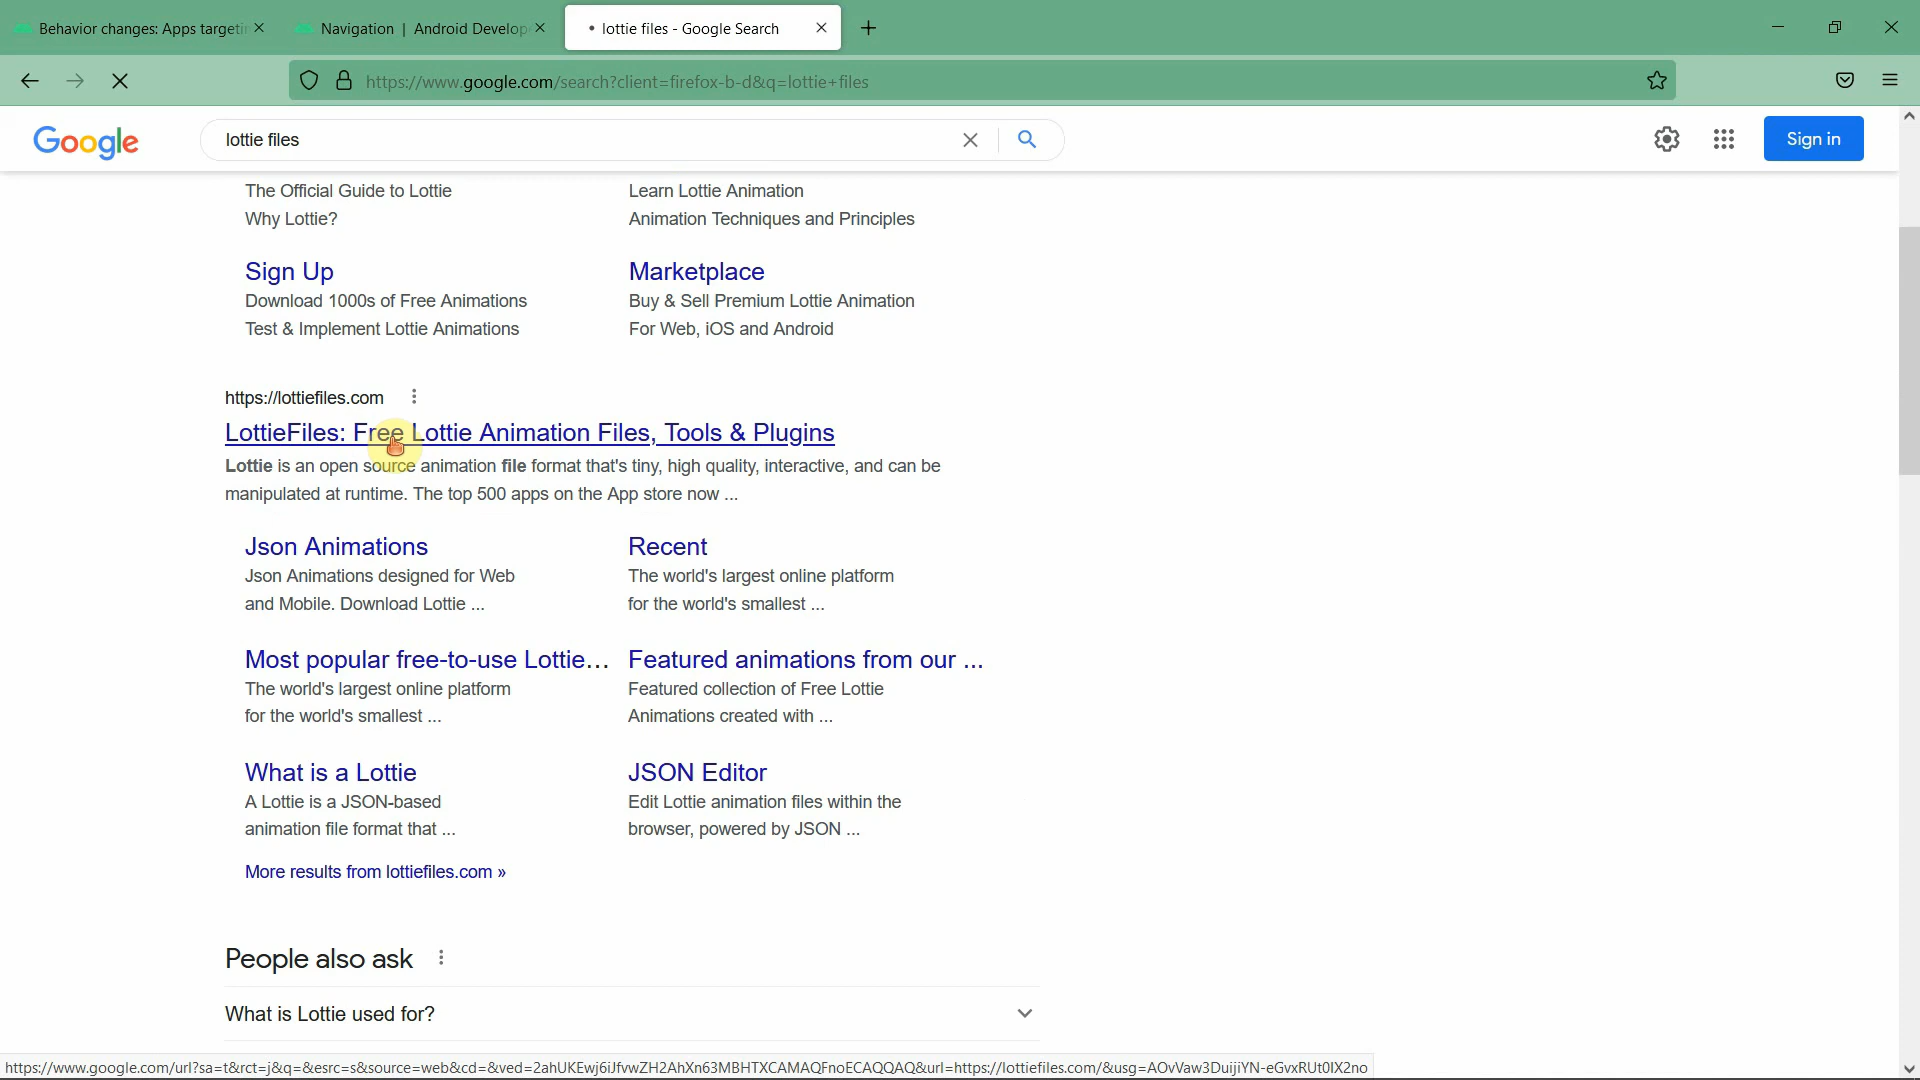 Behavior changes: Apps targetin
Navigation | Android Develop
• lottie files - Google Search
https://www.google.com/search?client=firefox-b-d&q=lottie+files
Google
lottie files
Sign in
The Official Guide to Lottie
Learn Lottie Animation
Why Lottie?
Animation Techniques and Principles
Sign Up
Marketplace
Download 1000s of Free Animations
Buy & Sell Premium Lottie Animation
Test & Implement Lottie Animations
For Web, iOS and Android
https://lottiefiles.com
LottieFiles: Free Lottie Animation Files, Tools & Plugins
Lottie is an open source animation file format that's tiny, high quality, interactive, and can be
manipulated at runtime. The top 500 apps on the App store now ...
Json Animations
Recent
Json Animations designed for Web
The world's largest online platform
and Mobile. Download Lottie ...
for the world's smallest ...
Most popular free-to-use Lottie...
Featured animations from our ...
The world's largest online platform
Featured collection of Free Lottie
for the world's smallest ...
Animations created with ...
What is a Lottie
JSON Editor
A Lottie is a JSON-based
Edit Lottie animation files within the
animation file format that ...
browser, powered by JSON ...
More results from lottiefiles.com »
People also ask
What is Lottie used for?
https://www.google.com/url?sa=t&rct=j&q=&esrc=s&source=web&cd=&ved=2ahUKEwj6iJfvwZH2AhXn63MBHTXCAMAQFnoECAQQAQ&url=https://lottiefiles.com/&usg=AOvVaw3DuijiYN-eGvxRUt0IX2no